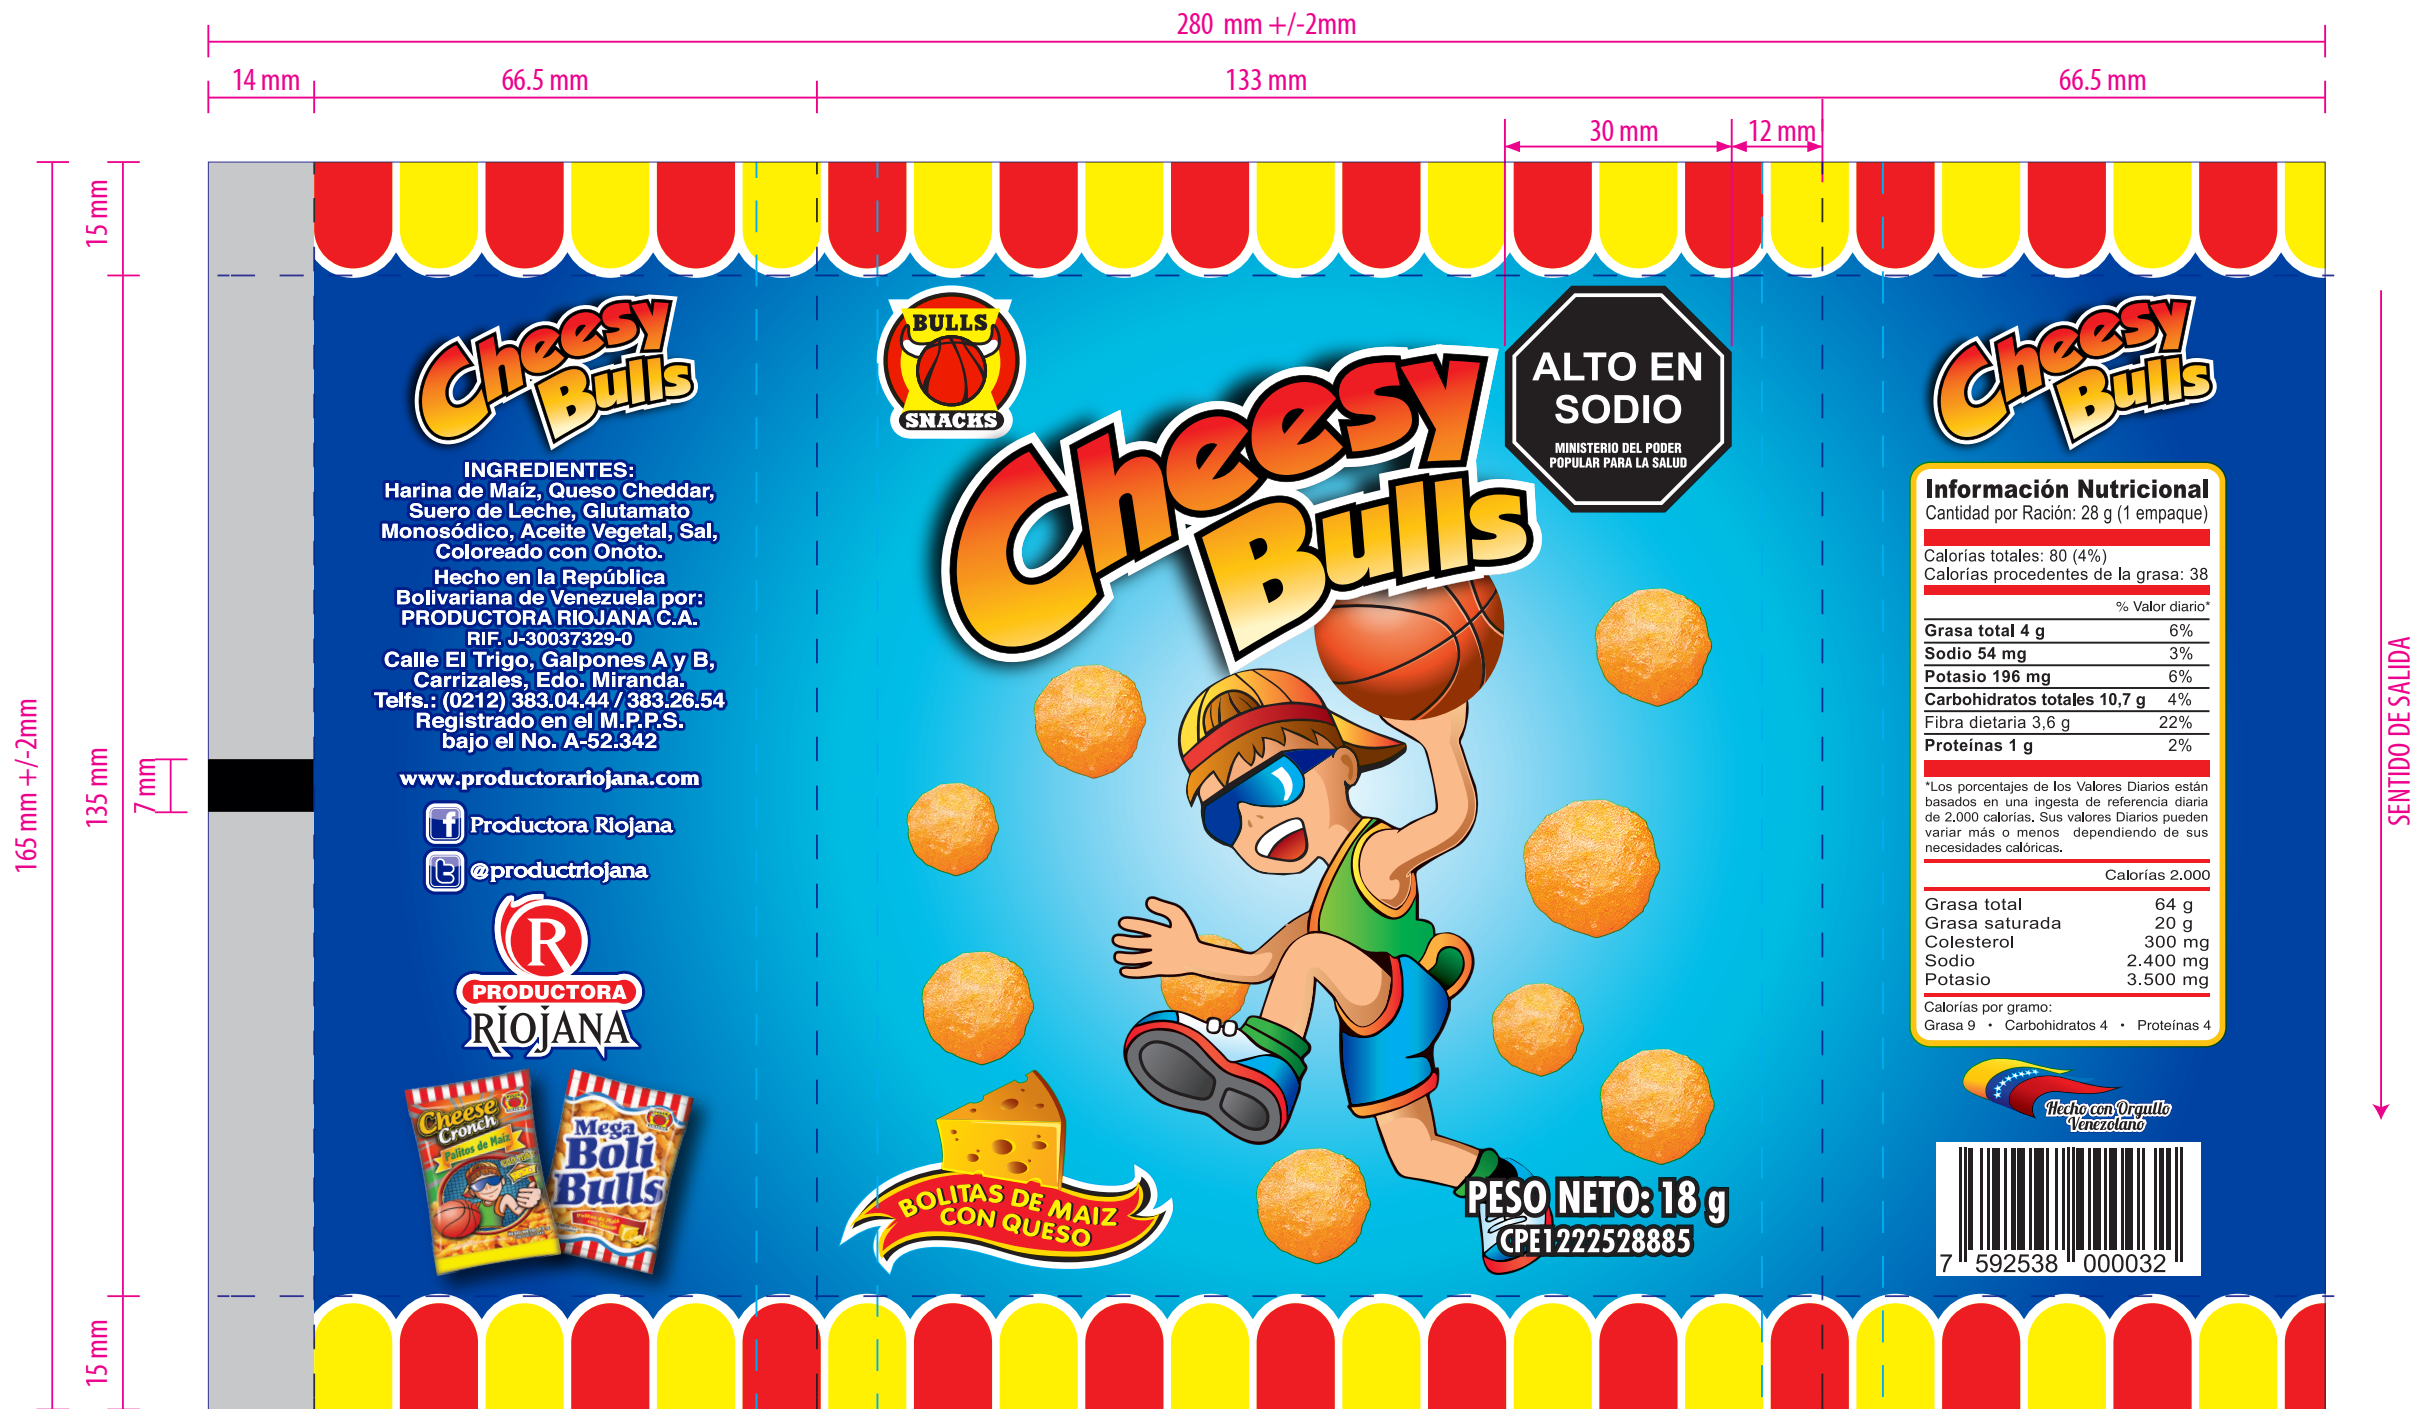 280 mm +/-2mm
14 mm
66.5 mm
133 mm
66.5 mm
30 mm
12 mm
165 mm +/-2mm
15 mm
135 mm
7 mm
15 mm
SENTIDO DE SALIDA
Cheesy
Bulls
INGREDIENTES:
Harina de Maíz, Queso Cheddar,
Suero de Leche, Glutamato
Monosódico, Aceite Vegetal, Sal,
Coloreado con Onoto.
Hecho en la República
Bolivariana de Venezuela por:
PRODUCTORA RIOJANA C.A.
RIF. J-30037329-0
Calle El Trigo, Galpones A y B,
Carrizales, Edo. Miranda.
Telfs.: (0212) 383.04.44 / 383.26.54
Registrado en el M.P.P.S.
bajo el No. A-52.342
www.productorariojana.com
f Productora Riojana
t @productriojana
R
PRODUCTORA
RIOJANA
Cheese
Cronch
Palitos de Maíz
Mega
Boli
Bulls
BULLS
SNACKS
Cheesy
Bulls
ALTO EN
SODIO
MINISTERIO DEL PODER
POPULAR PARA LA SALUD
BOLITAS DE MAIZ
CON QUESO
PESO NETO: 18 g
CPE1222528885
Cheesy
Bulls
Información Nutricional
Cantidad por Ración: 28 g (1 empaque)
Calorías totales: 80 (4%)
Calorías procedentes de la grasa: 38
% Valor diario*
Grasa total 4 g 6%
Sodio 54 mg 3%
Potasio 196 mg 6%
Carbohidratos totales 10,7 g 4%
Fibra dietaria 3,6 g 22%
Proteínas 1 g 2%
*Los porcentajes de los Valores Diarios están
basados en una ingesta de referencia diaria
de 2.000 calorías. Sus valores Diarios pueden
variar más o menos dependiendo de sus
necesidades calóricas.
Calorías 2.000
Grasa total 64 g
Grasa saturada 20 g
Colesterol 300 mg
Sodio 2.400 mg
Potasio 3.500 mg
Calorías por gramo:
Grasa 9 • Carbohidratos 4 • Proteínas 4
Hecho con Orgullo
Venezolano
7 592538 000032